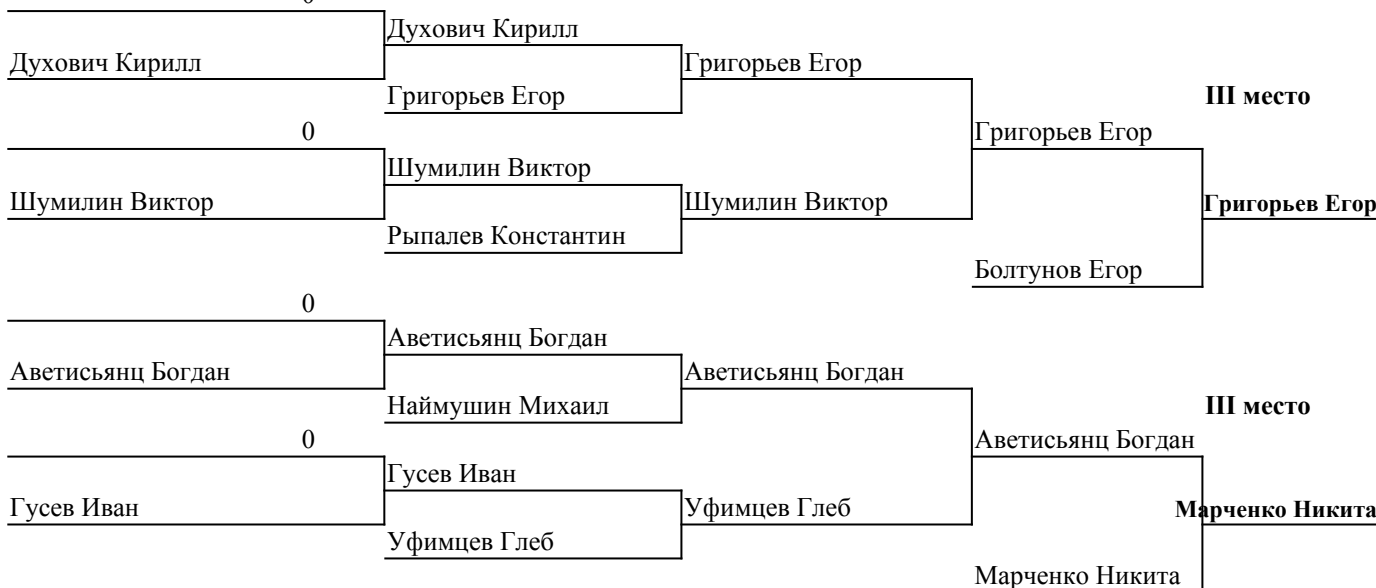 0
Духович Кирилл
Духович Кирилл
Григорьев Егор
Григорьев Егор
III место
0
Григорьев Егор
Шумилин Виктор
Шумилин Виктор
Шумилин Виктор
Григорьев Егор
Рыпалев Константин
Болтунов Егор
0
Аветисьянц Богдан
Аветисьянц Богдан
Аветисьянц Богдан
Наймушин Михаил
III место
0
Аветисьянц Богдан
Гусев Иван
Гусев Иван
Уфимцев Глеб
Марченко Никита
Уфимцев Глеб
Марченко Никита